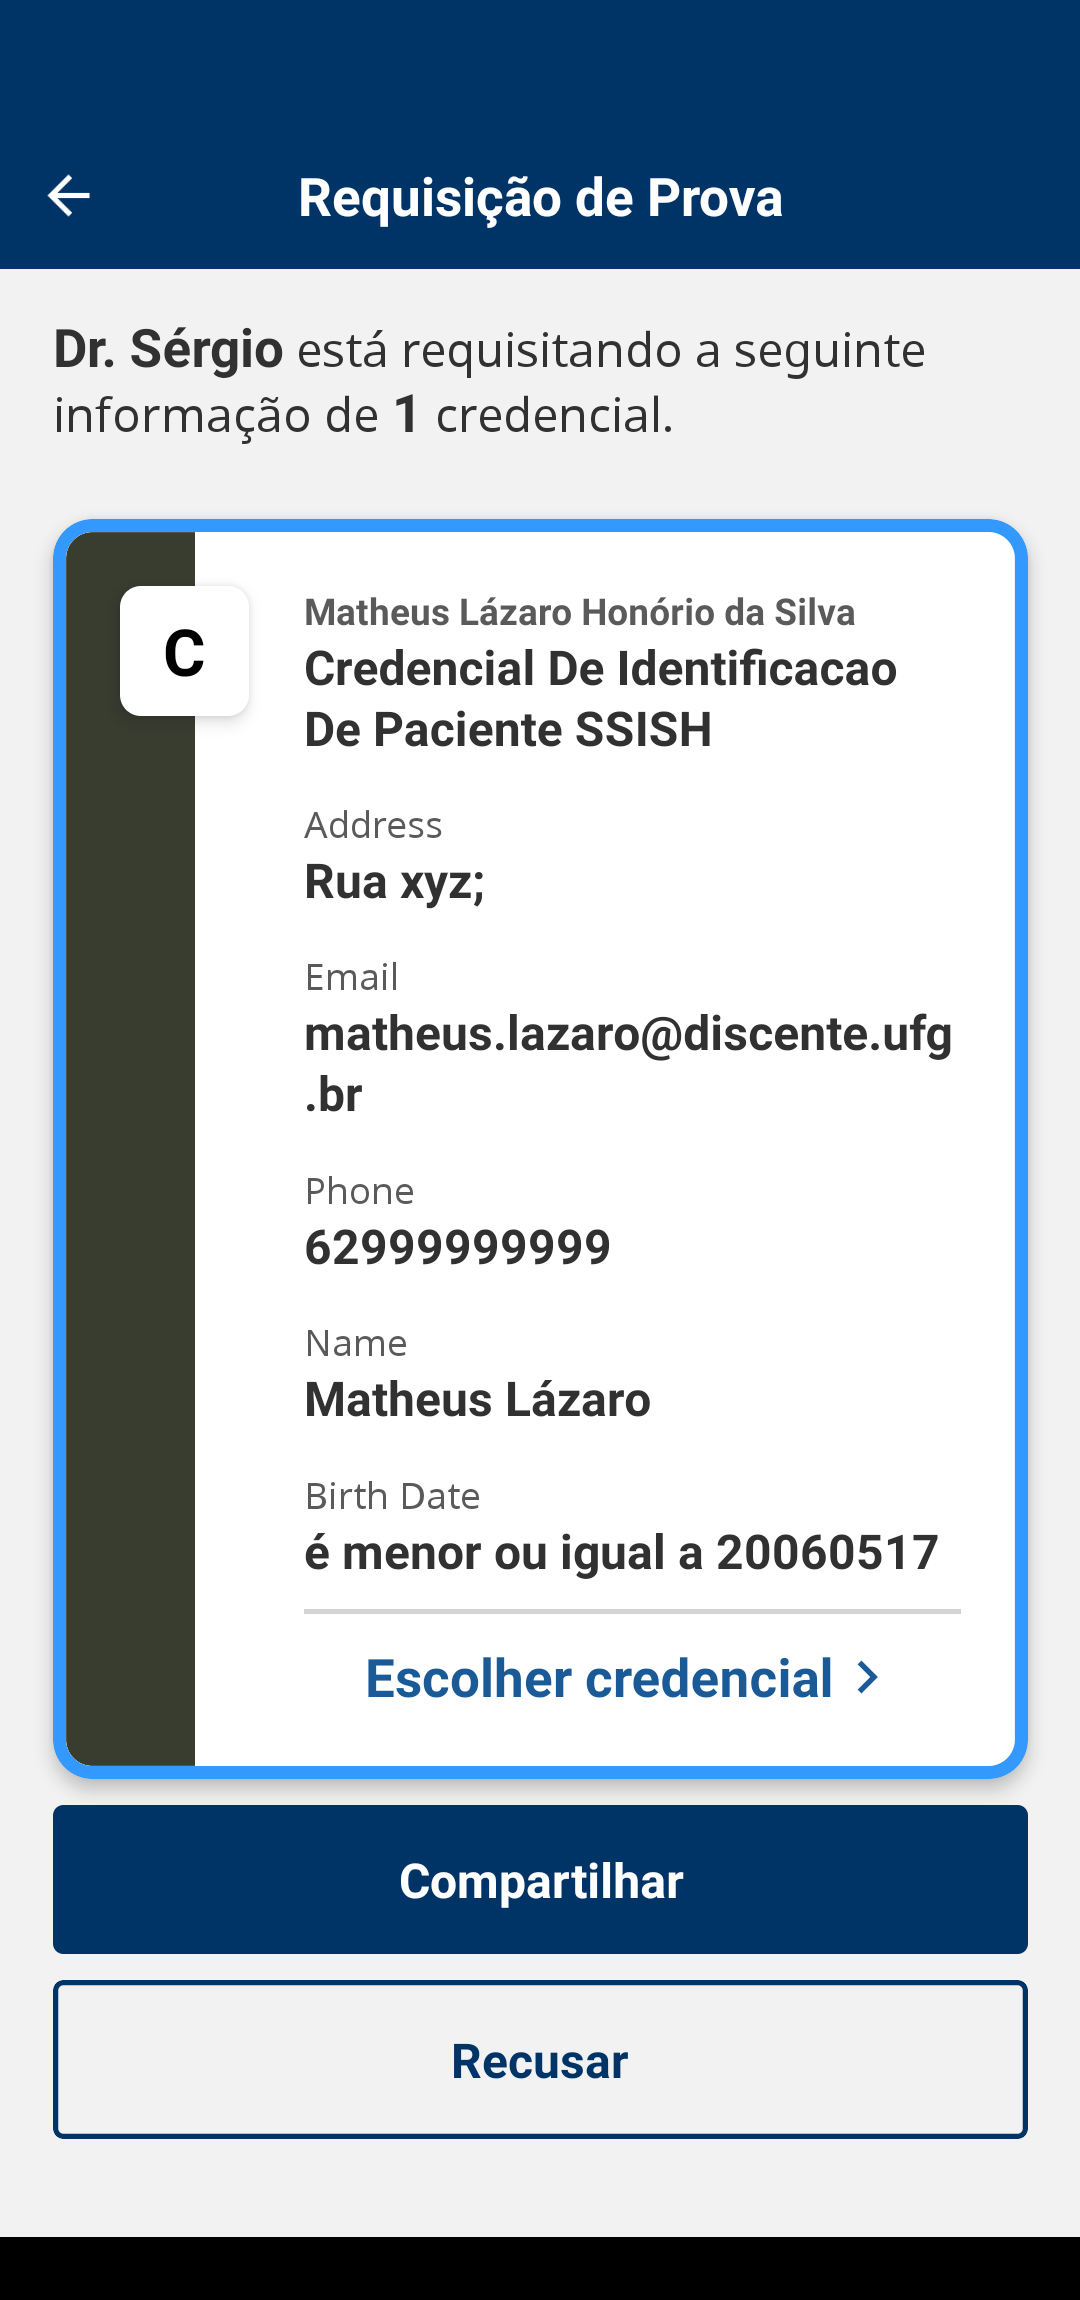 Requisição de Prova
Dr. Sérgio está requisitando a seguinte
informação de 1 credencial.
C
Matheus Lázaro Honório da Silva
Credencial De Identificacao
De Paciente SSISH
Address
Rua xyz;
Email
matheus.lazaro@discente.ufg
.br
Phone
62999999999
Name
Matheus Lázaro
Birth Date
é menor ou igual a 20060517
Escolher credencial
Compartilhar
Recusar